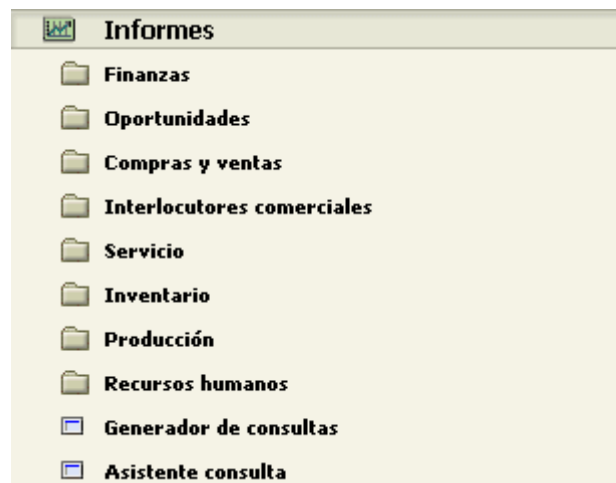 Informes
Finanzas
Oportunidades
Compras y ventas
Interlocutores comerciales
Servicio
Inventario
Producción
Recursos humanos
Generador de consultas
Asistente consulta